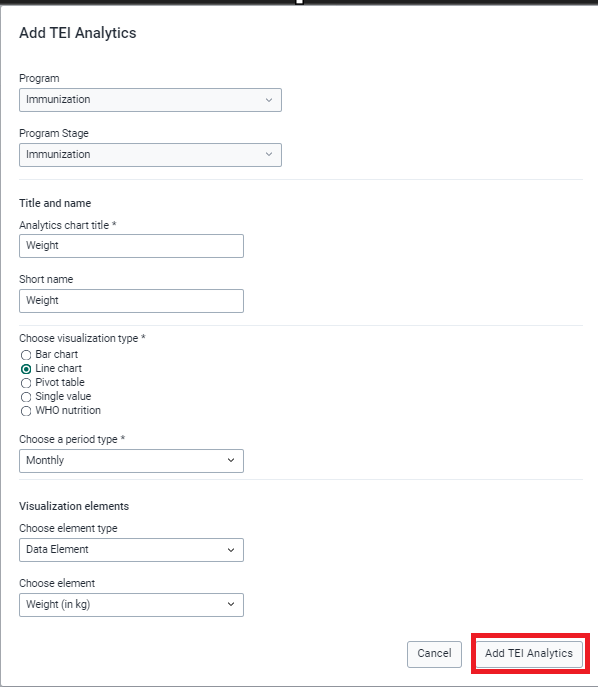 Add TEI Analytics
Program
Immunization
Program Stage
Immunization
Title and name
Analytics chart title *
Weight
Short name
Weight
Choose visualization type *
Bar chart
Line chart
Pivot table
Single value
WHO nutrition
Choose a period type *
Monthly
Visualization elements
Choose element type
Data Element
Choose element
Weight (in kg)
Cancel
Add TEI Analytics